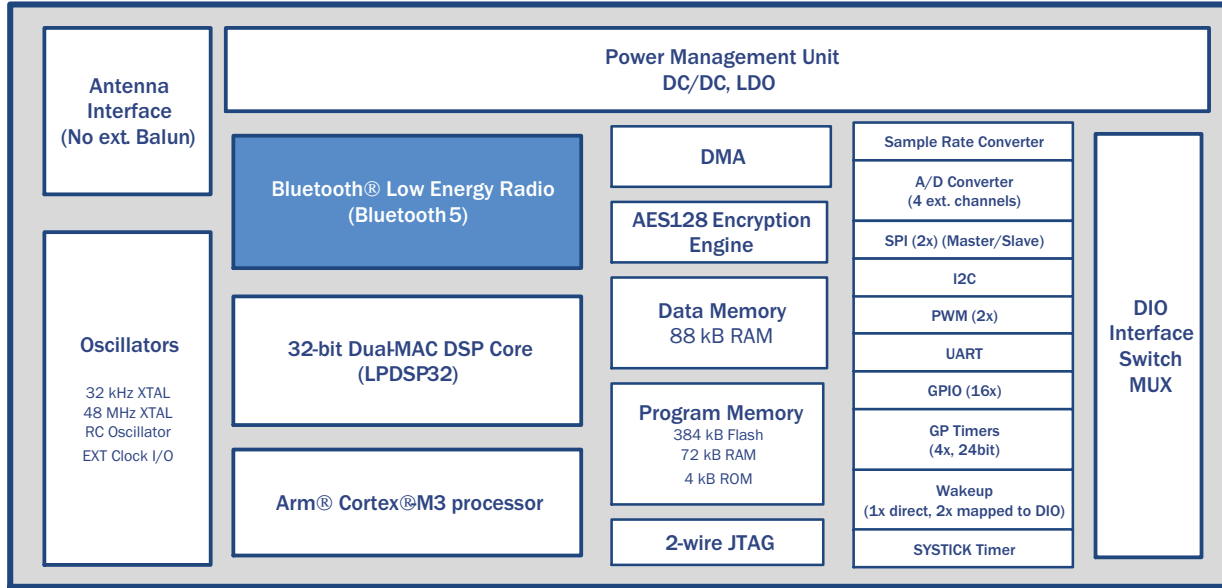 Antenna
Interface
(No ext. Balun)
Power Management Unit
DC/DC, LDO
Bluetooth® Low Energy Radio
(Bluetooth 5)
DMA
Sample Rate Converter
A/D Converter
(4 ext. channels)
AES128 Encryption
Engine
SPI (2x) (Master/Slave)
I2C
Oscillators
32 kHz XTAL
48 MHz XTAL
RC Oscillator
EXT Clock I/O
32-bit Dual-MAC DSP Core
(LPDSP32)
Data Memory
88 kB RAM
PWM (2x)
UART
GPIO (16x)
DIO
Interface
Switch
MUX
Program Memory
384 kB Flash
72 kB RAM
4 kB ROM
GP Timers
(4x, 24bit)
Arm® Cortex®-M3 processor
Wakeup
(1x direct, 2x mapped to DIO)
2-wire JTAG
SYSTICK Timer